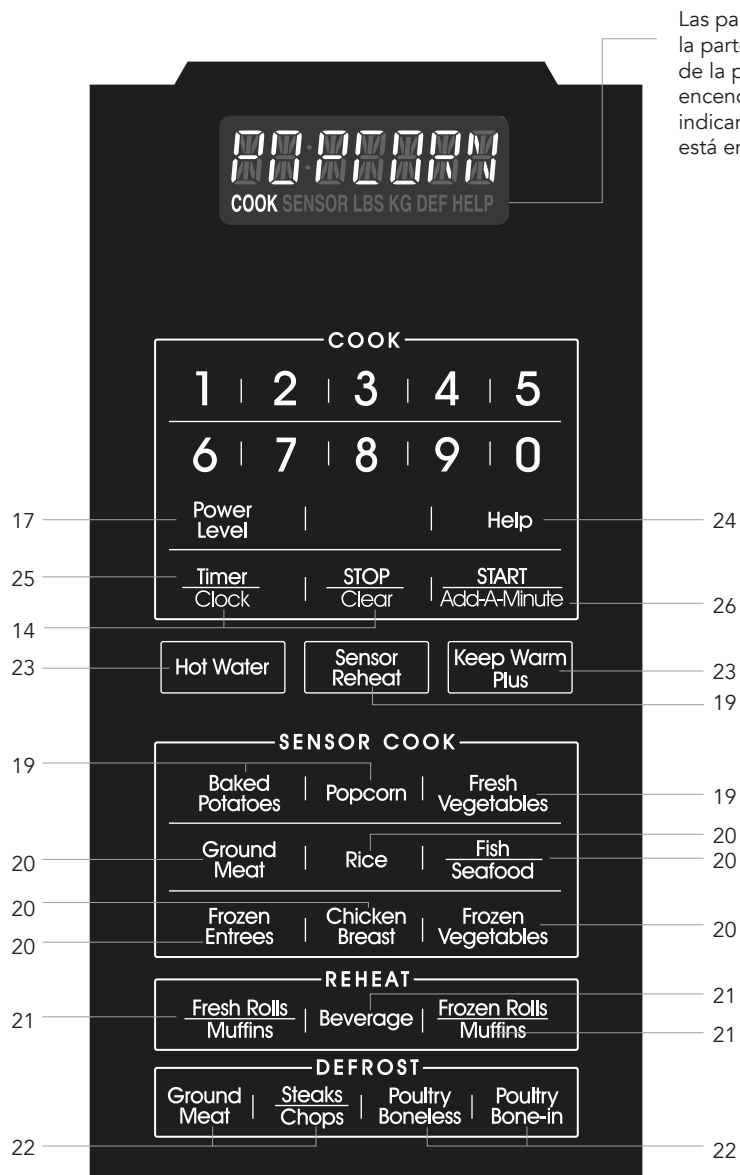 Las pa
la part
de la p
encend
indicar
está en
PO:PCORN
COOK SENSOR LBS KG DEF HELP
COOK
1 2 3 4 5
6 7 8 9 0
17 Power Level Help 24
25 Timer STOP START
Clock Clear Add-A-Minute 26
14
23 Hot Water Sensor Reheat Keep Warm Plus 23
19
SENSOR COOK
19
Baked Potatoes Popcorn Fresh Vegetables 19
20
20 Ground Meat Rice Fish Seafood 20
20
20 Frozen Entrees Chicken Breast Frozen Vegetables 20
REHEAT
21
21 Fresh Rolls Muffins Beverage Frozen Rolls Muffins 21
DEFROST
Ground Steaks Poultry Poultry
Meat Chops Boneless Bone-in
22 22